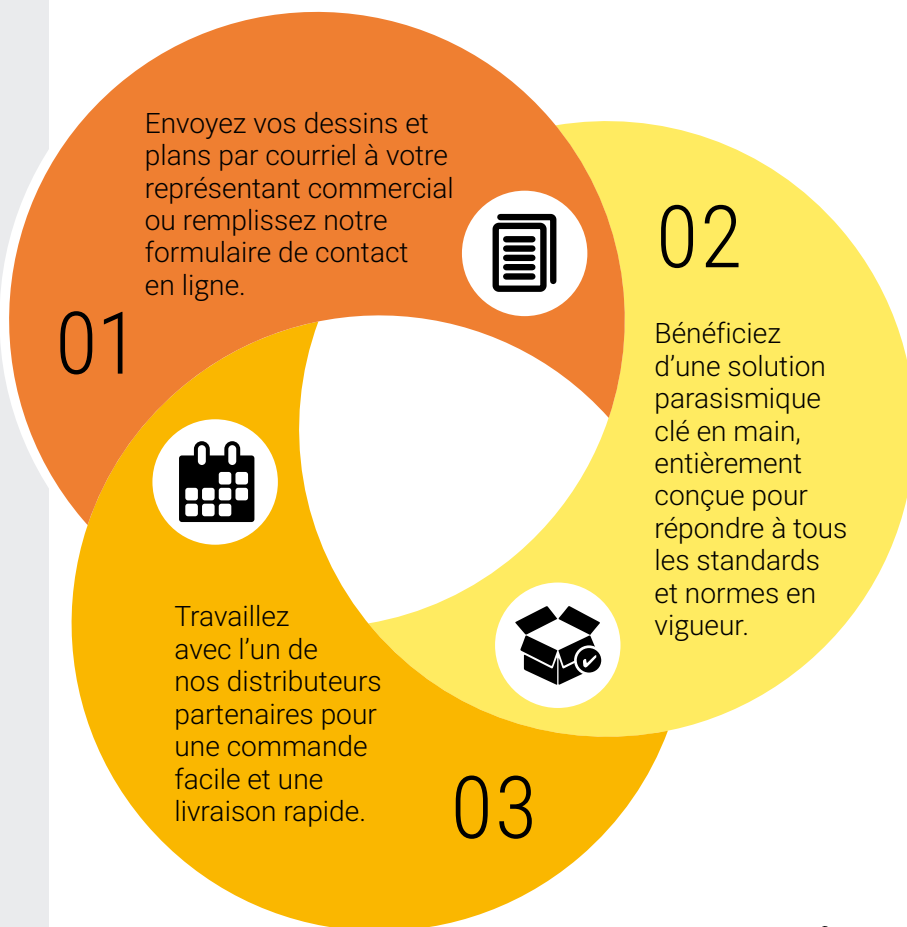 01
Envoyez vos dessins et
plans par courriel à votre
représentant commercial
ou remplissez notre
formulaire de contact
en ligne.
02
Bénéficiez
d'une solution
parasismique
clé en main,
entièrement
conçue pour
répondre à tous
les standards
et normes en
vigueur.
03
Travaillez
avec l'un de
nos distributeurs
partenaires pour
une commande
facile et une
livraison rapide.